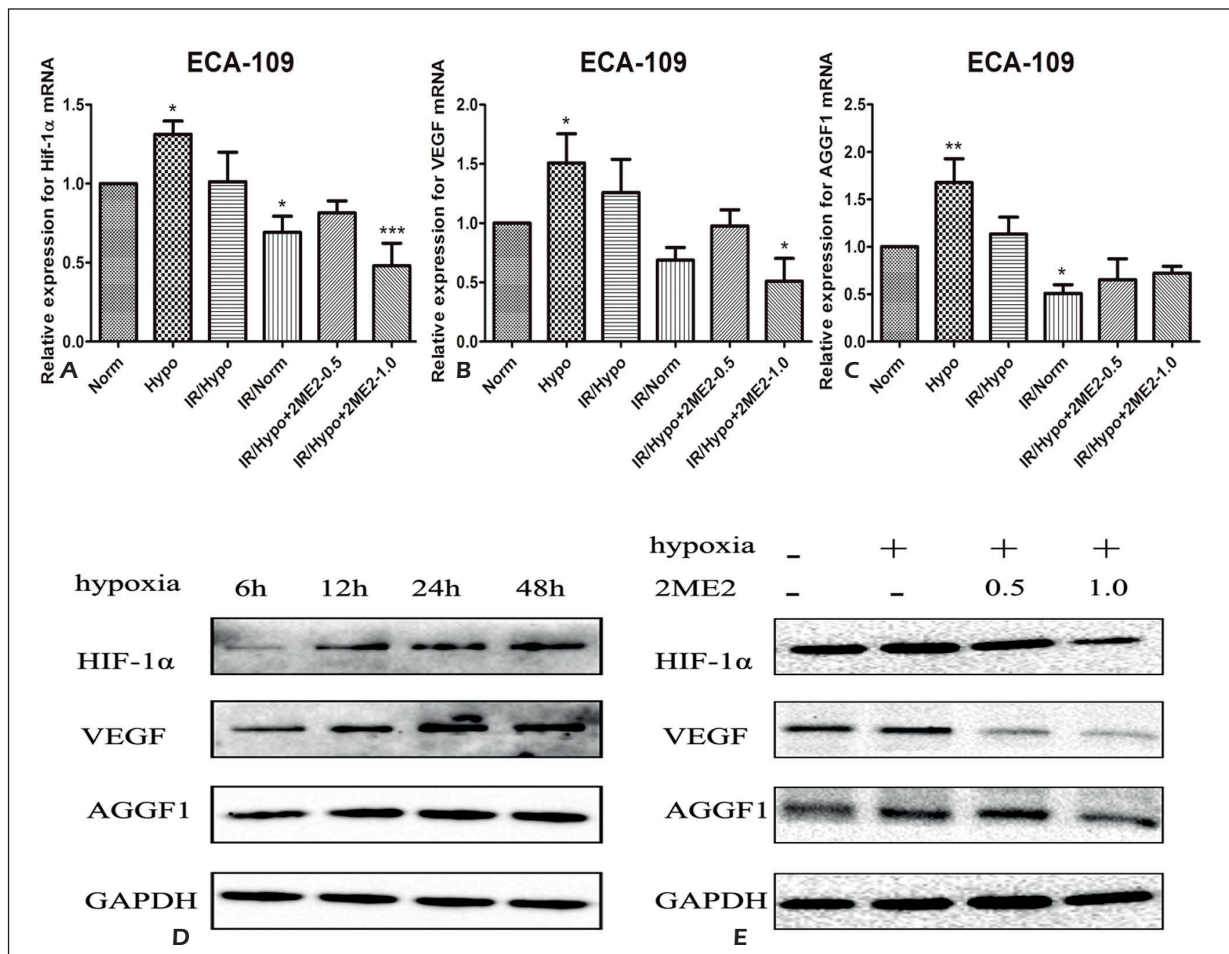 ECA-109
Relative expression for Hif-1α mRNA
1.5
1.0
0.5
0.0
*
*
***
Norm
Hypo
IR/Hypo
IR/Norm
IR/Hypo+2ME2-0.5
IR/Hypo+2ME2-1.0
A
ECA-109
Relative expression for VEGF mRNA
2.0
1.5
1.0
0.5
0.0
*
*
Norm
Hypo
IR/Hypo
IR/Norm
IR/Hypo+2ME2-0.5
IR/Hypo+2ME2-1.0
B
ECA-109
Relative expression for AGGF1 mRNA
2.5
2.0
1.5
1.0
0.5
0.0
**
*
Norm
Hypo
IR/Hypo
IR/Norm
IR/Hypo+2ME2-0.5
IR/Hypo+2ME2-1.0
C
hypoxia 6h 12h 24h 48h
HIF-1α
VEGF
AGGF1
GAPDH
D
hypoxia - + + +
2ME2 - - 0.5 1.0
HIF-1α
VEGF
AGGF1
GAPDH
E